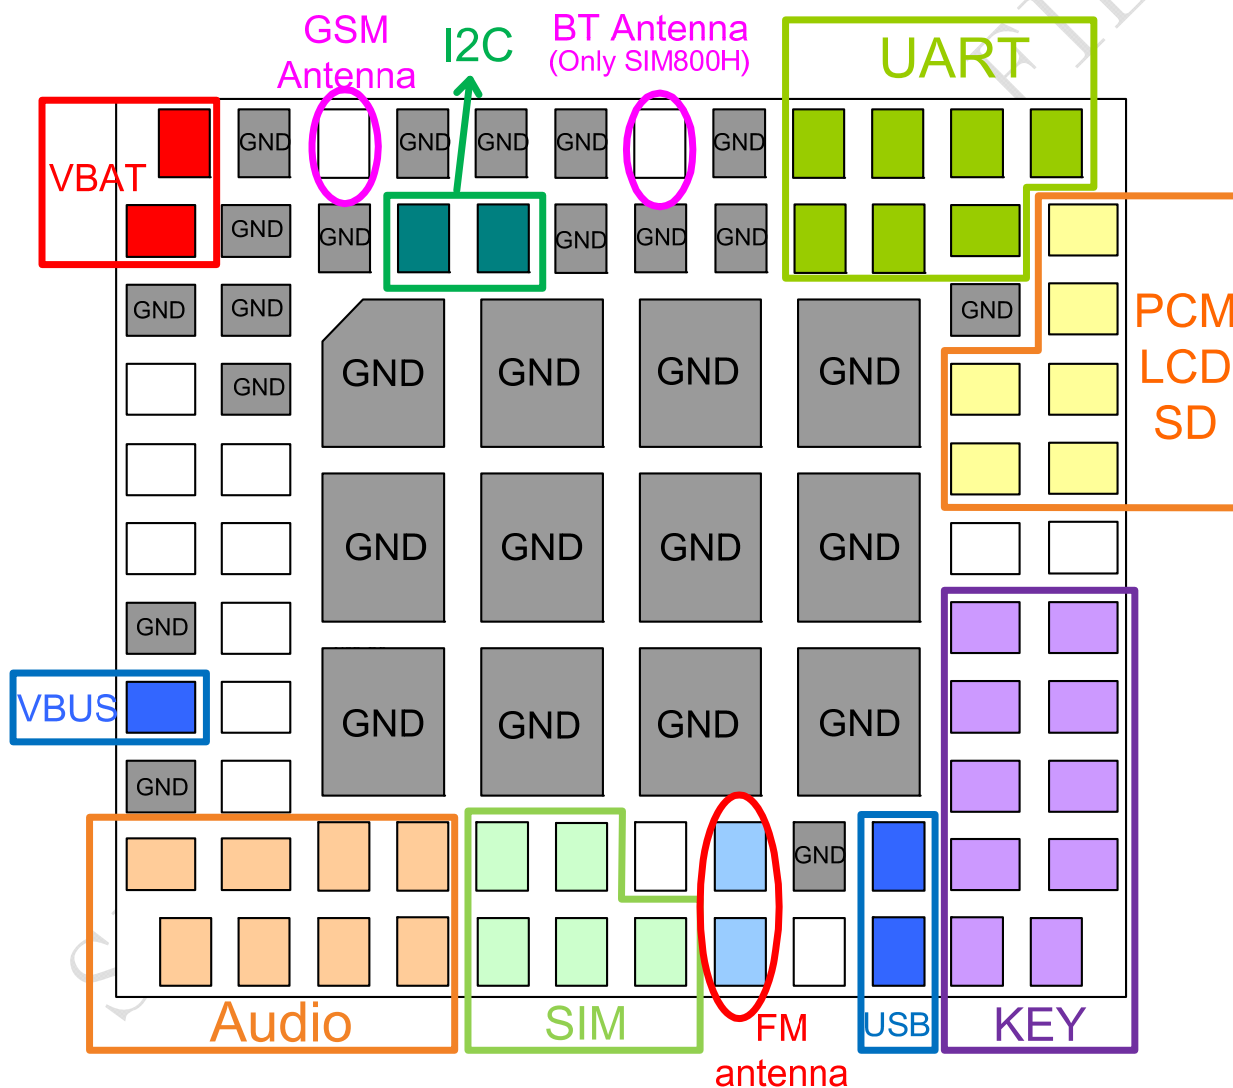 GSM
Antenna
I2C
BT Antenna
(Only SIM800H)
UART
VBAT
GND
GND
GND
GND
GND
GND
GND
GND
GND
GND
GND
GND
GND
GND
PCM
LCD
SD
GND
GND
GND
GND
GND
GND
GND
GND
GND
GND
VBUS
GND
GND
GND
GND
GND
GND
Audio
SIM
FM
antenna
USB
KEY